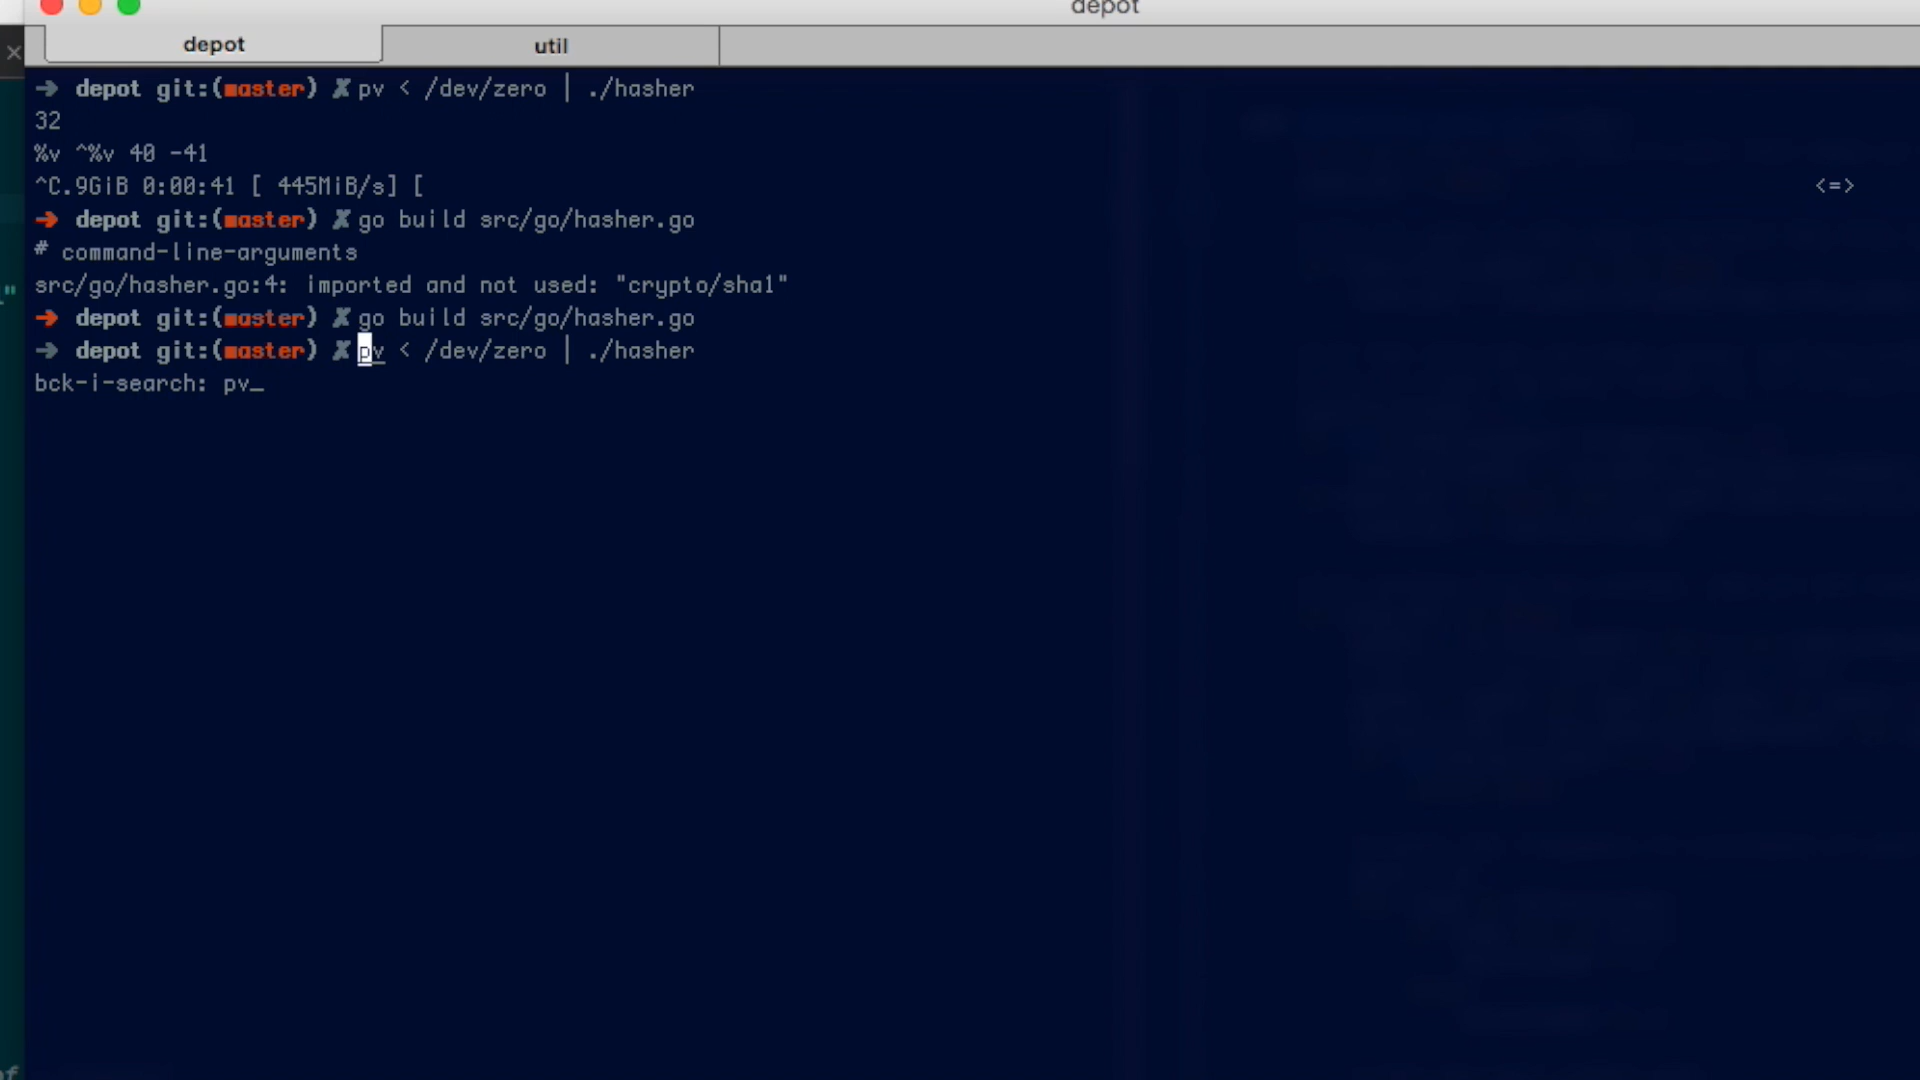 depot
depot
util
➜ depot git:(master) ✗ pv < /dev/zero | ./hasher
32
%v ^%v 40 -41
^C.9GiB 0:00:41 [ 445MiB/s] [ <=>
➜ depot git:(master) ✗ go build src/go/hasher.go
# command-line-arguments
src/go/hasher.go:4: imported and not used: "crypto/sha1"
➜ depot git:(master) ✗ go build src/go/hasher.go
➜ depot git:(master) ✗ pv < /dev/zero | ./hasher
bck-i-search: pv_